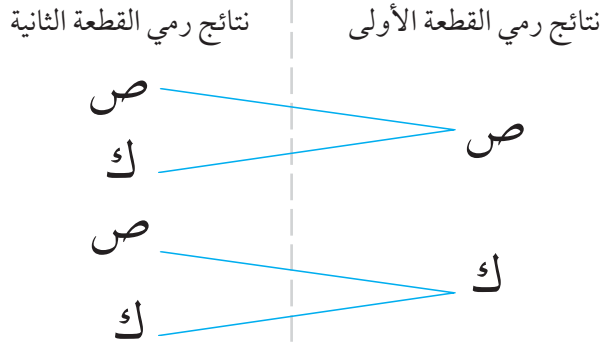 نتائج رمي القطعة الأولى
نتائج رمي القطعة الثانية
ص
ص
ك
ص
ك
ك